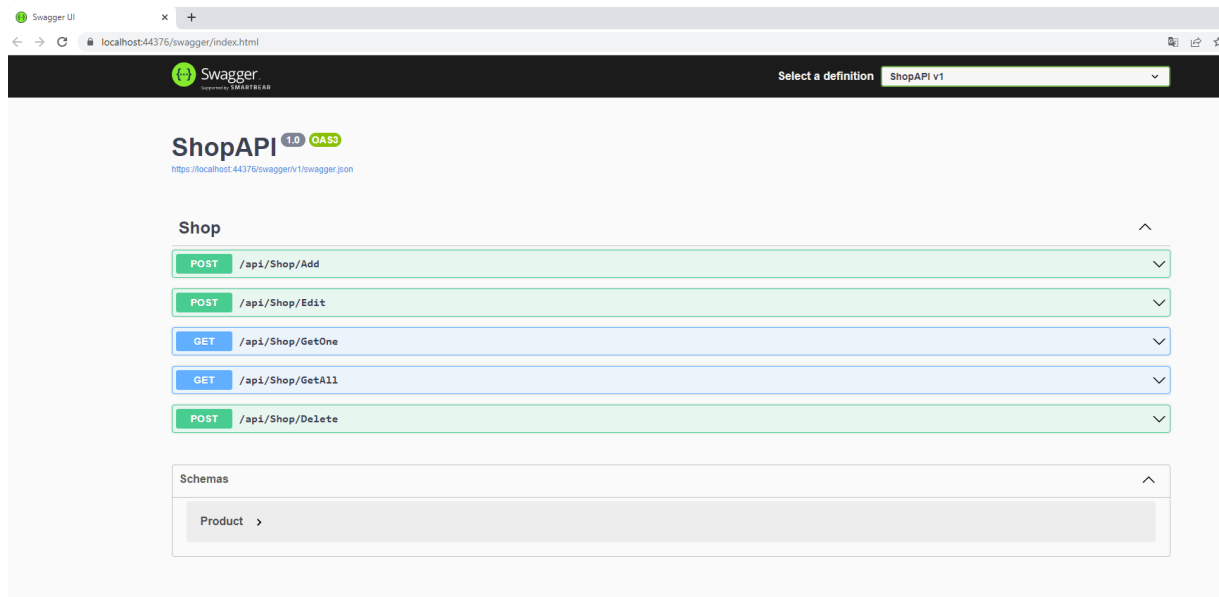 Swagger UI
localhost:44376/swagger/index.html
Swagger.
Supported by SMARTBEAR
Select a definition ShopAPI v1
ShopAPI 1.0 OAS3
https://localhost:44376/swagger/v1/swagger.json
Shop
POST /api/Shop/Add
POST /api/Shop/Edit
GET /api/Shop/GetOne
GET /api/Shop/GetAll
POST /api/Shop/Delete
Schemas
Product